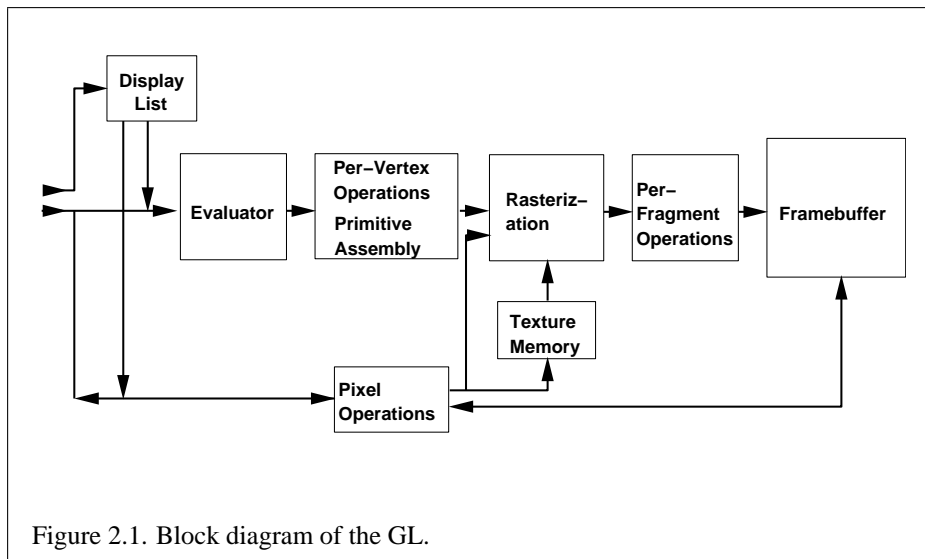 Display
List
Evaluator
Per–Vertex
Operations
Primitive
Assembly
Rasteriz–
ation
Per–
Fragment
Operations
Framebuffer
Texture
Memory
Pixel
Operations
Figure 2.1. Block diagram of the GL.